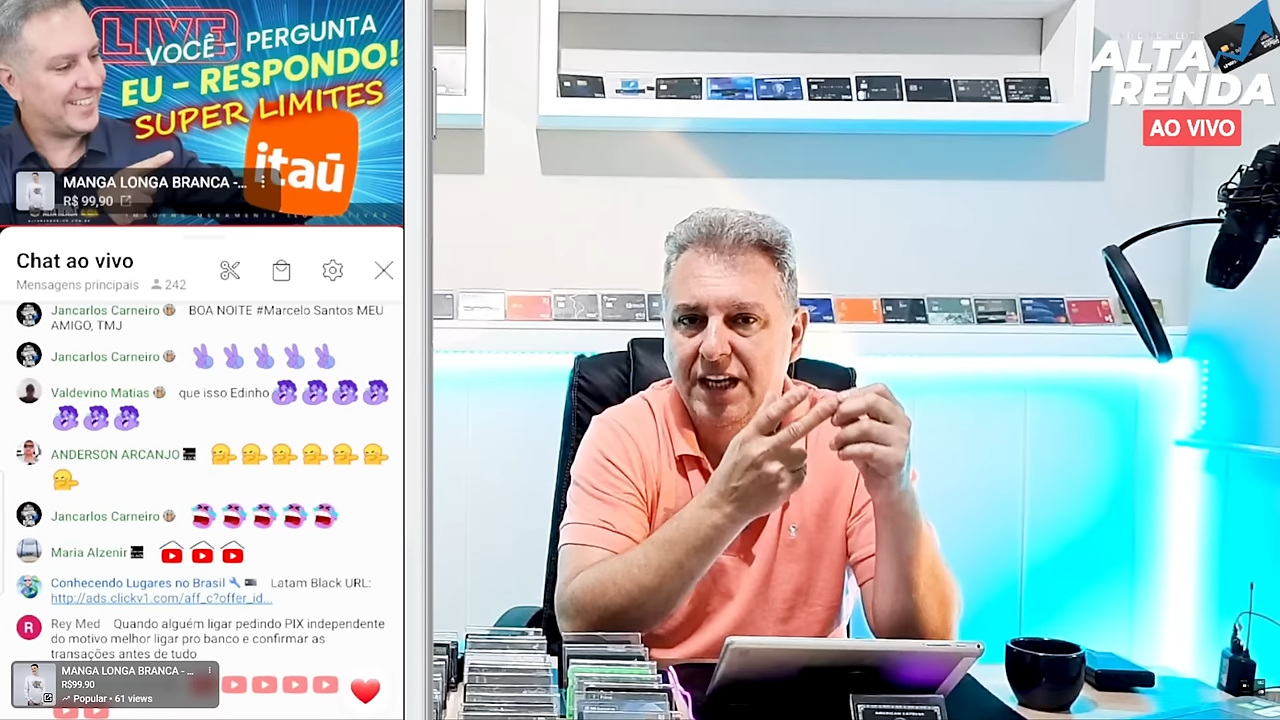 LIVE
VOCÊ - PERGUNTA
EU - RESPONDO!
SUPER LIMITES
itaú
MANGA LONGA BRANCA -...
R$ 99,90
Chat ao vivo
Mensagens principais 242
Jancarlos Carneiro BOA NOITE #Marcelo Santos MEU
AMIGO, TMJ
Jancarlos Carneiro
Valdevino Matias que isso Edinho
ANDERSON ARCANJO
Jancarlos Carneiro
Maria Alzenir
Conhecendo Lugares no Brasil Latam Black URL:
http://ads.clickv1.com/aff_c?offer_id...
R
Rey Med Quando alguém ligar pedindo PIX independente
do motivo melhor ligar pro banco e confirmar as
transações antes de tudo
MANGA LONGA BRANCA - ...
R$99,90
Popular • 61 views
ALTA
RENDA
AO VIVO
AMERICAN EXPRESS